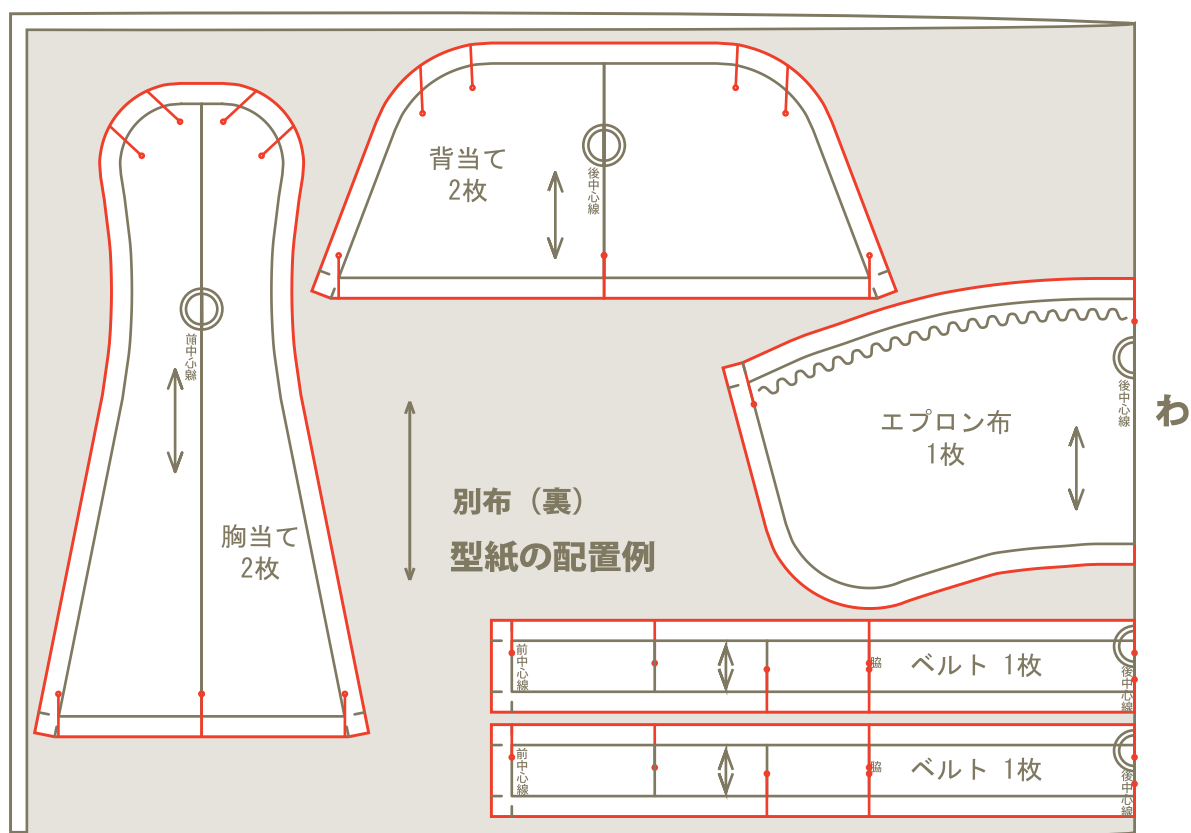 背当て
2枚
後中心線
前中心線
エプロン布
1枚
後中心線
わ
別布（裏）
型紙の配置例
胸当て
2枚
前中心線
脇
ベルト 1枚
後中心線
前中心線
脇
ベルト 1枚
後中心線